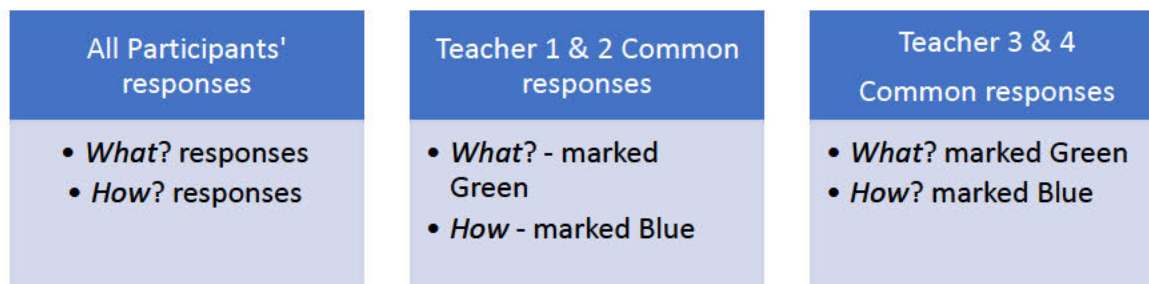 All Participants'
responses
• What? responses
• How? responses
Teacher 1 & 2 Common
responses
• What? - marked
Green
• How - marked Blue
Teacher 3 & 4
Common responses
• What? marked Green
• How? marked Blue